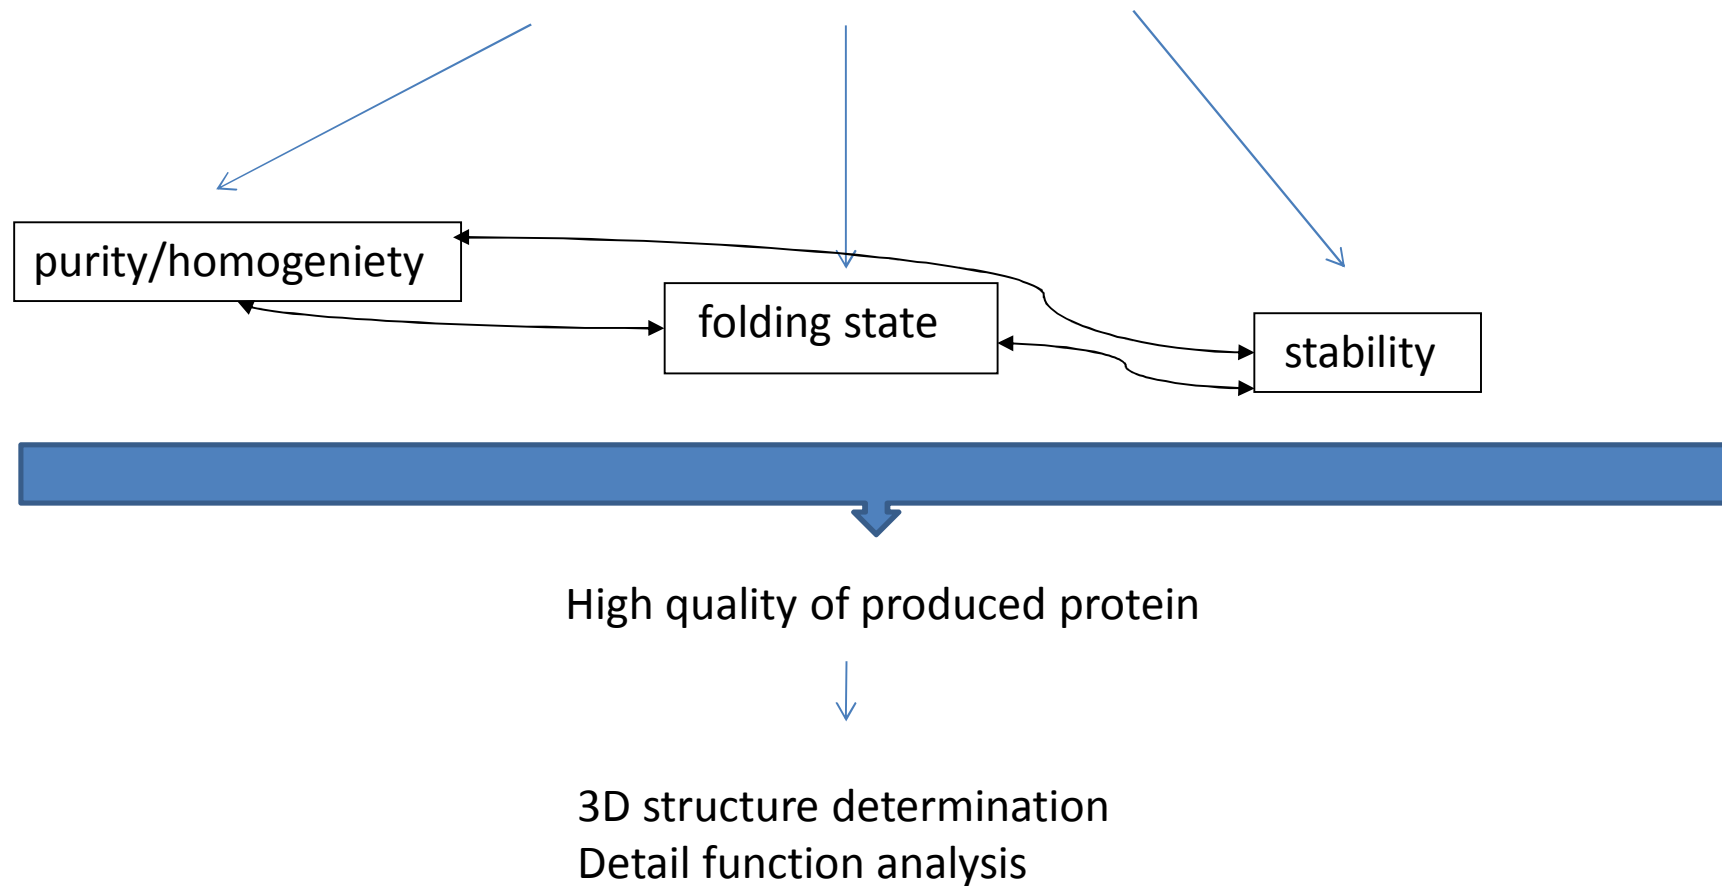 purity/homogeniety
folding state
stability
High quality of produced protein
3D structure determination
Detail function analysis